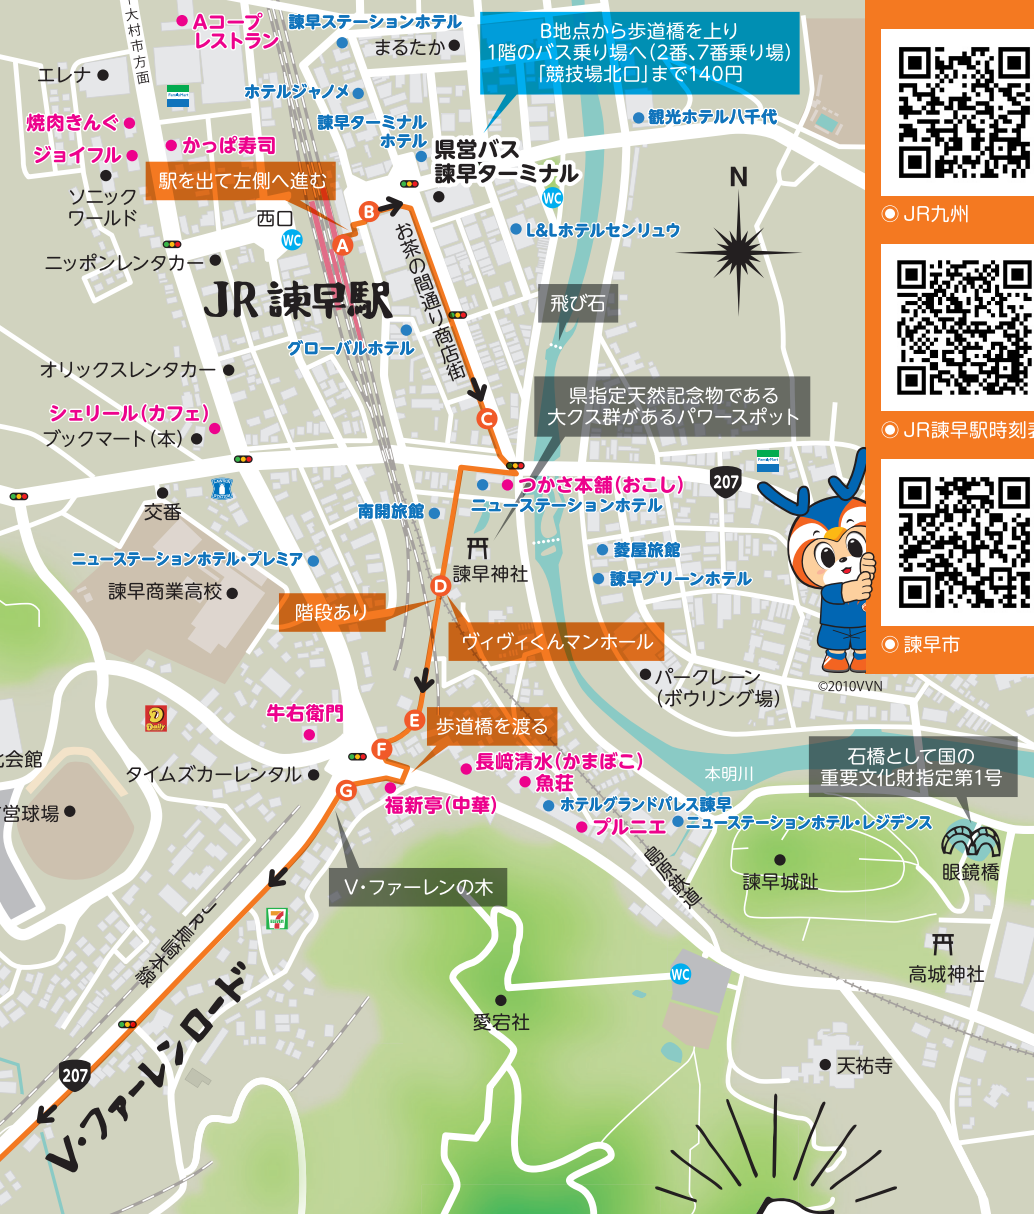 大村市方面
Aコープ
レストラン
諫早ステーションホテル
まるたか
B地点から歩道橋を上り
1階のバス乗り場へ(2番、7番乗り場)
「競技場北口」まで140円
エレナ
FamilyMart
ホテルジャノメ
焼肉きんぐ
諫早ターミナル
ホテル
観光ホテル八千代
ジョイフル
かっぱ寿司
県営バス
諫早ターミナル
駅を出て左側へ進む
ソニック
ワールド
西口
WC
A
B
お茶の間通り商店街
WC
L&Lホテルセンリュウ
N
◉ JR九州
ニッポンレンタカー
JR 諫早駅
飛び石
グローバルホテル
オリックスレンタカー
県指定天然記念物である
大クス群があるパワースポット
シェリール(カフェ)
ブックマート(本)
C
◉ JR諫早駅時刻表
FamilyMart
207
LAWSON
STATION
交番
つかさ本舗(おこし)
ニューステーションホテル
南開旅館
菱屋旅館
諫早神社
諫早グリーンホテル
ニューステーションホテル・プレミア
諫早商業高校
D
階段あり
ヴィヴィくんマンホール
◉ 諫早市
パークレーン
(ボウリング場)
©2010VVN
Daily
牛右衛門
E
歩道橋を渡る
F
会館
タイムズカーレンタル
G
長﨑清水(かまぼこ)
魚荘
福新亭(中華)
ホテルグランドパレス諫早
プルニエ
ニューステーションホテル・レジデンス
本明川
石橋として国の
重要文化財指定第1号
営球場
眼鏡橋
諫早城趾
島原鉄道
V・ファーレンの木
7
ELEVEN
JR長崎本線
高城神社
WC
愛宕社
V・ファーレンロード
天祐寺
207